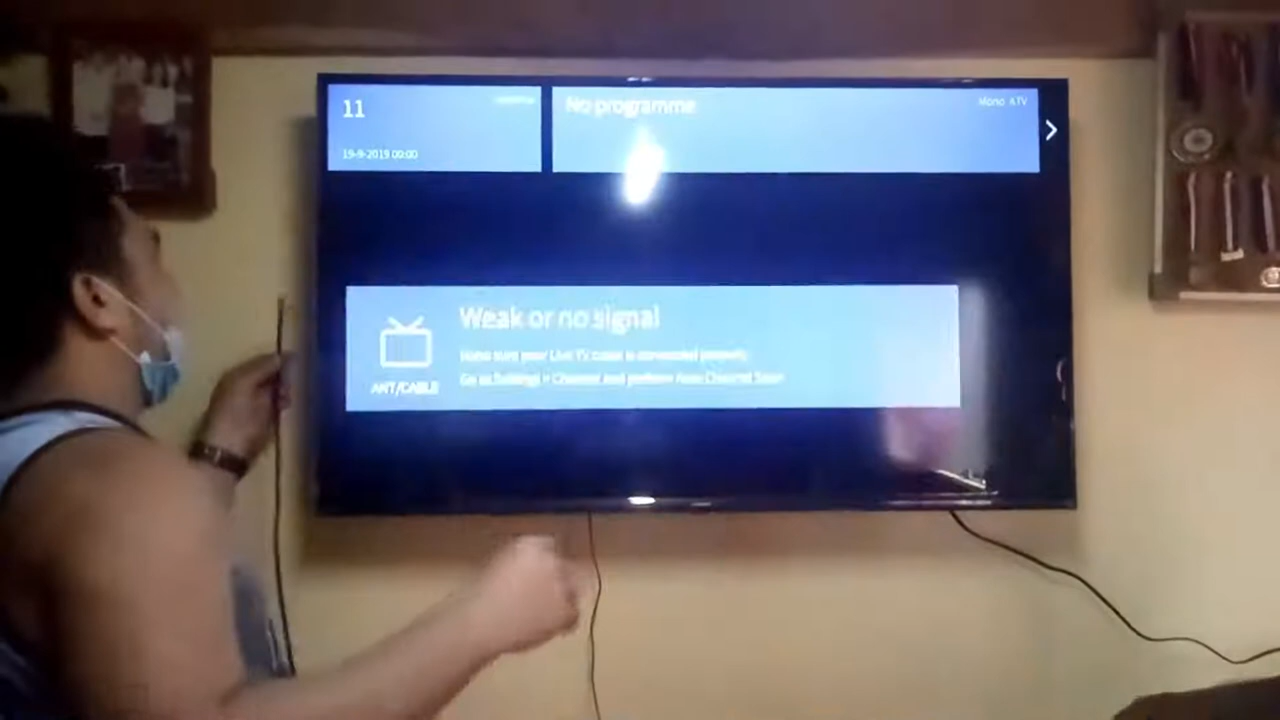 11
19-9-2019 00:00
No programme
Mono ATV
Weak or no signal
Make sure your Live TV cable is connected properly
Go to Settings > Channel and perform Auto Channel Scan
ANT/CABLE